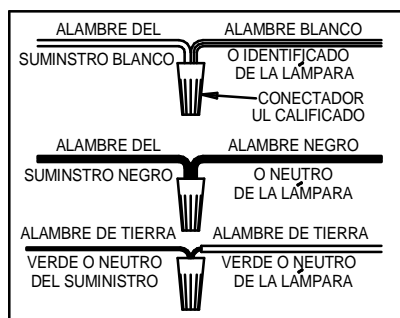 ALAMBRE DEL ALAMBRE BLANCO
SUMINSTRO BLANCO O IDENTIFICADO
DE LA LÁMPARA
CONECTADOR
UL CALIFICADO
ALAMBRE DEL ALAMBRE NEGRO
SUMINSTRO NEGRO O NEUTRO
DE LA LÁMPARA
ALAMBRE DE TIERRA ALAMBRE DE TIERRA
VERDE O NEUTRO VERDE O NEUTRO
DEL SUMINISTRO DE LA LÁMPARA